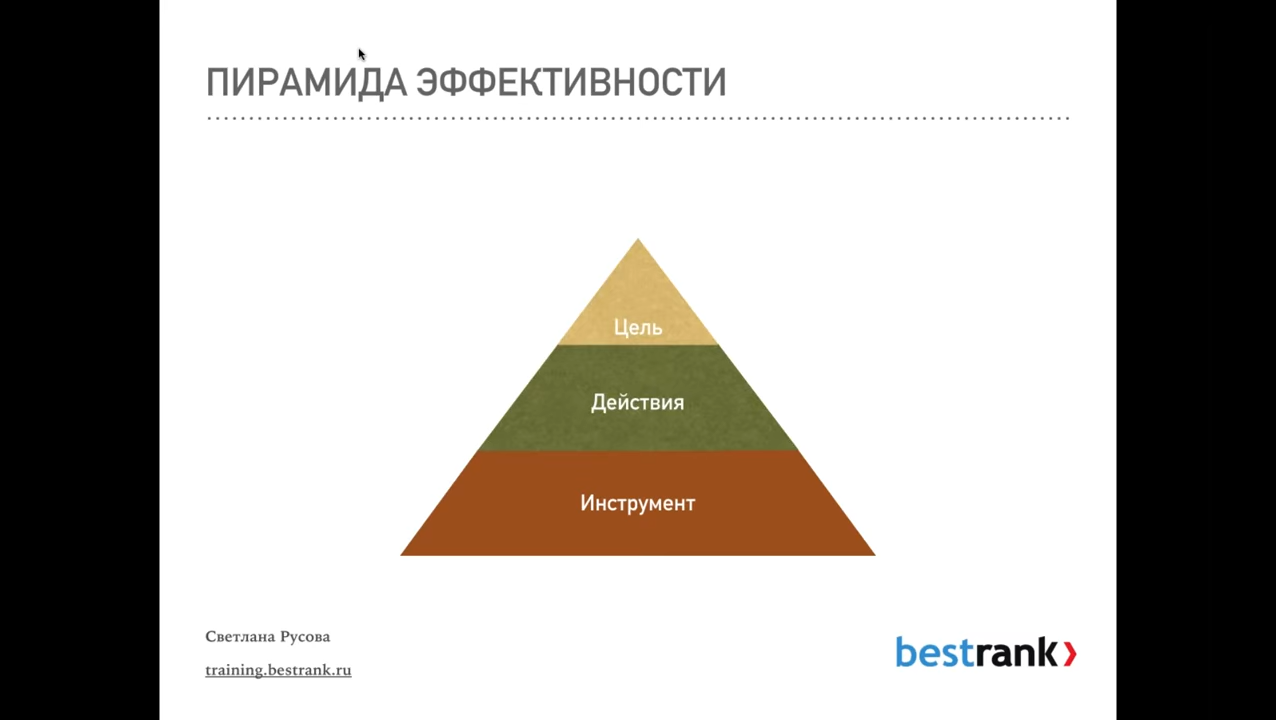 ПИРАМИДА ЭФФЕКТИВНОСТИ
Цель
Действия
Инструмент
Светлана Русова
training.bestrank.ru
bestrank